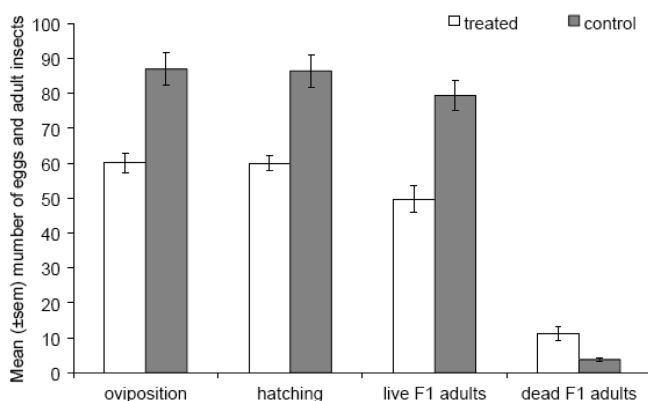 Mean (±sem) mumber of eggs and adult insects
100
90
80
70
60
50
40
30
20
10
0
treated
control
oviposition
hatching
live F1 adults
dead F1 adults